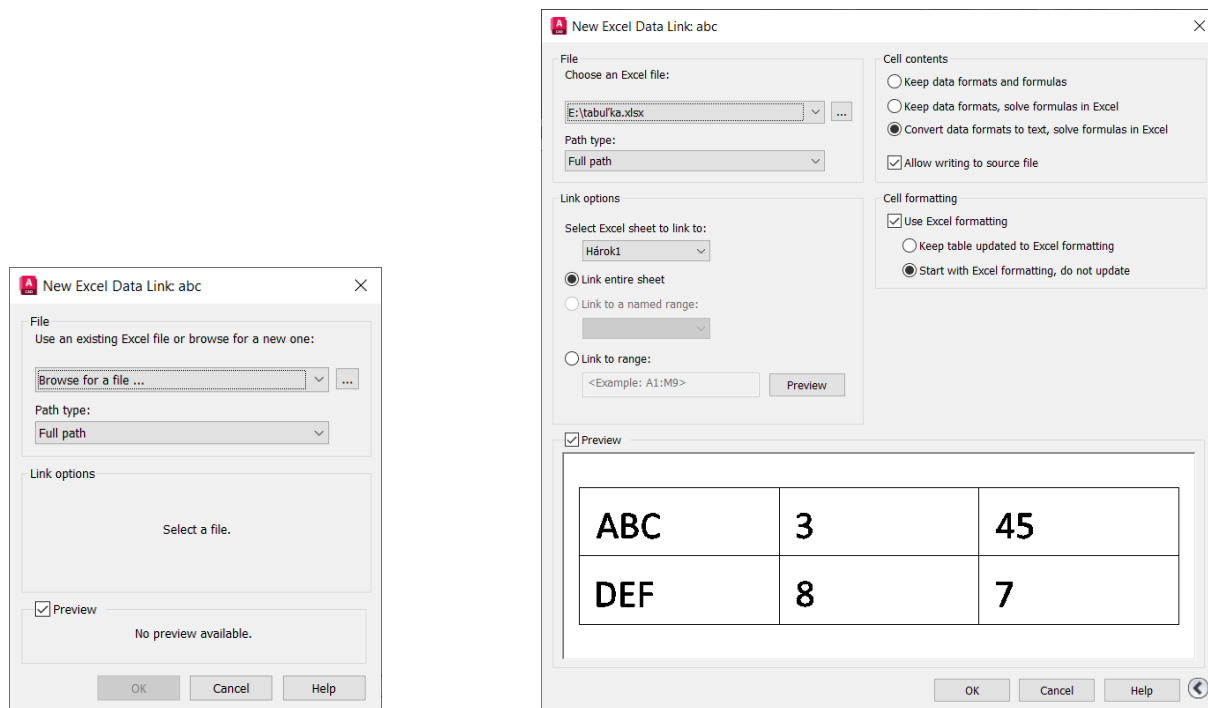 New Excel Data Link: abc
File
Use an existing Excel file or browse for a new one:
Browse for a file ...
...
Path type:
Full path
Link options
Select a file.
Preview
No preview available.
OK Cancel Help
A CAD New Excel Data Link: abc
File
Choose an Excel file:
E:\tabuľka.xlsx
...
Path type:
Full path
Cell contents
Keep data formats and formulas
Keep data formats, solve formulas in Excel
Convert data formats to text, solve formulas in Excel
Allow writing to source file
Link options
Select Excel sheet to link to:
Hárok1
Link entire sheet
Link to a named range:
Link to range:
<Example: A1:M9> Preview
Cell formatting
Use Excel formatting
Keep table updated to Excel formatting
Start with Excel formatting, do not update
Preview
ABC 3 45
DEF 8 7
OK Cancel Help